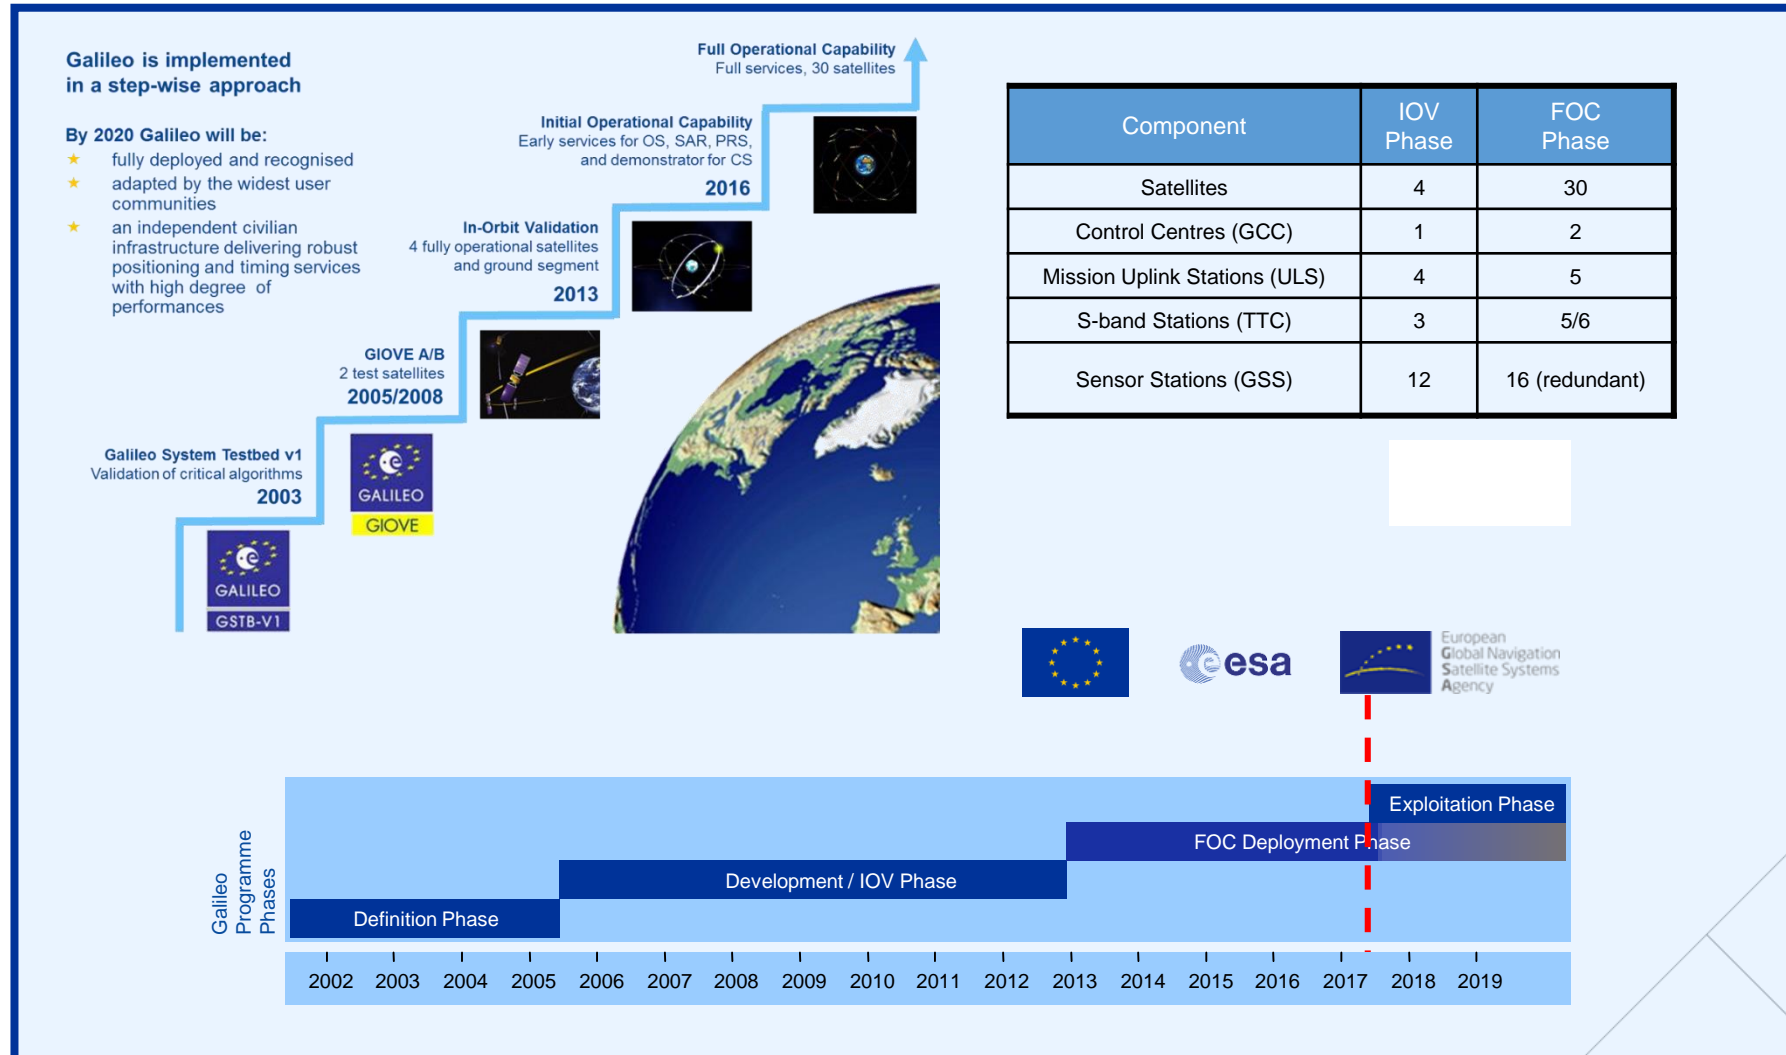 Galileo is implemented
in a step-wise approach
By 2020 Galileo will be:
fully deployed and recognised
adapted by the widest user
communities
an independent civilian
infrastructure delivering robust
positioning and timing services
with high degree of
performances
Full Operational Capability
Full services, 30 satellites
Initial Operational Capability
Early services for OS, SAR, PRS,
and demonstrator for CS
2016
In-Orbit Validation
4 fully operational satellites
and ground segment
2013
GIOVE A/B
2 test satellites
2005/2008
Galileo System Testbed v1
Validation of critical algorithms
2003
GALILEO
GIOVE
GALILEO
GSTB-V1
Component IOV Phase FOC Phase
Satellites 4 30
Control Centres (GCC) 1 2
Mission Uplink Stations (ULS) 4 5
S-band Stations (TTC) 3 5/6
Sensor Stations (GSS) 12 16 (redundant)
esa
European
Global Navigation
Satellite Systems
Agency
Galileo
Programme
Phases
Exploitation Phase
FOC Deployment Phase
Development / IOV Phase
Definition Phase
2002 2003 2004 2005 2006 2007 2008 2009 2010 2011 2012 2013 2014 2015 2016 2017 2018 2019